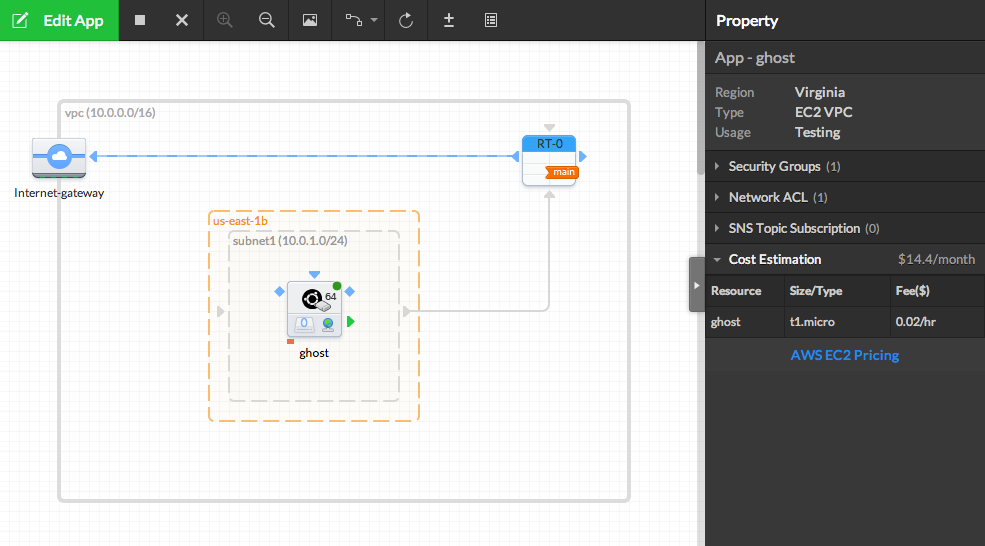 Edit App
Property
App - ghost
Region Virginia
Type EC2 VPC
Usage Testing
Security Groups (1)
Network ACL (1)
SNS Topic Subscription (0)
Cost Estimation $14.4/month
Resource Size/Type Fee($)
ghost t1.micro 0.02/hr
AWS EC2 Pricing
vpc (10.0.0.0/16)
RT-0
main
Internet-gateway
us-east-1b
subnet1 (10.0.1.0/24)
64
0
ghost